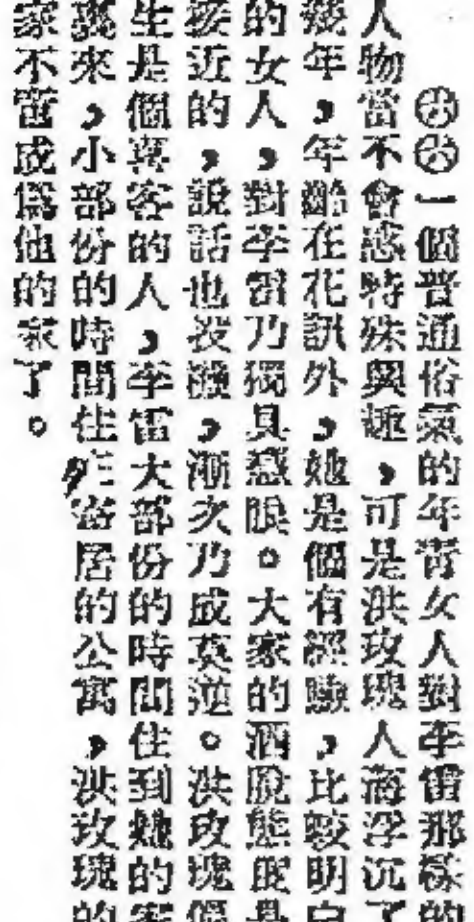 一個普通俗氣的年青女人對李雷那樣的
人物當不會感特殊興趣,可是洪玫瑰人海浮沉了
幾年,年齡在花訊外,她是個有經驗,比較明白
的女人,對李雷乃獨具慧眼。大家的洒脫態度是
接近的,說話也投機,漸次乃成莫逆。洪玫瑰
生是個客的人,李雷大部份的時間住到她的家
裏來,小部份的時間住在寄居的公寓,洪玫瑰的
家不啻成爲他的家了。